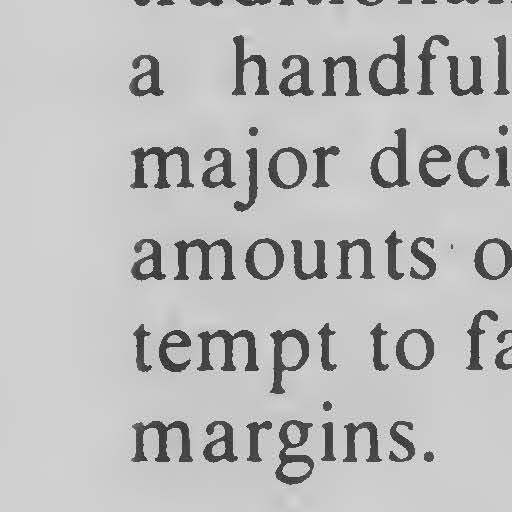 a handful
major deci
amounts o
tempt to fa
margins.